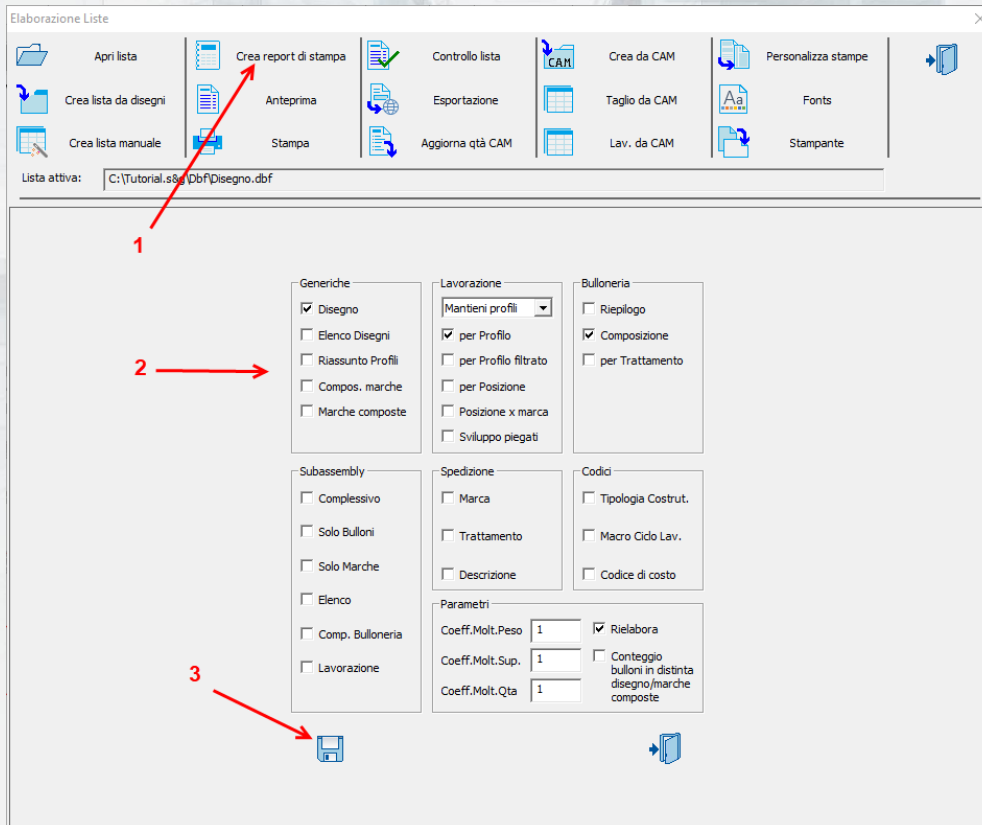 Elaborazione Liste
Apri lista
Crea report di stampa
Controllo lista
CAM
Crea da CAM
Personalizza stampe
Crea lista da disegni
Anteprima
Esportazione
Taglio da CAM
Aa
Fonts
Crea lista manuale
Stampa
Aggiorna qtà CAM
Lav. da CAM
Stampante
Lista attiva:
C:\Tutorial.s&g\Dbf\Disegno.dbf
1
Generiche
Disegno
Elenco Disegni
Riassunto Profili
Compos. marche
Marche composte
2
Lavorazione
Mantieni profili
per Profilo
per Profilo filtrato
per Posizione
Posizione x marca
Sviluppo piegati
Bulloneria
Riepilogo
Composizione
per Trattamento
Subassembly
Complessivo
Solo Bulloni
Solo Marche
Elenco
Comp. Bulloneria
Lavorazione
Spedizione
Marca
Trattamento
Descrizione
Codici
Tipologia Costrut.
Macro Ciclo Lav.
Codice di costo
Parametri
Coeff.Molt.Peso 1
Coeff.Molt.Sup. 1
Coeff.Molt.Qta 1
Rielabora
Conteggio
bulloni in distinta
disegno/marche
composte
3